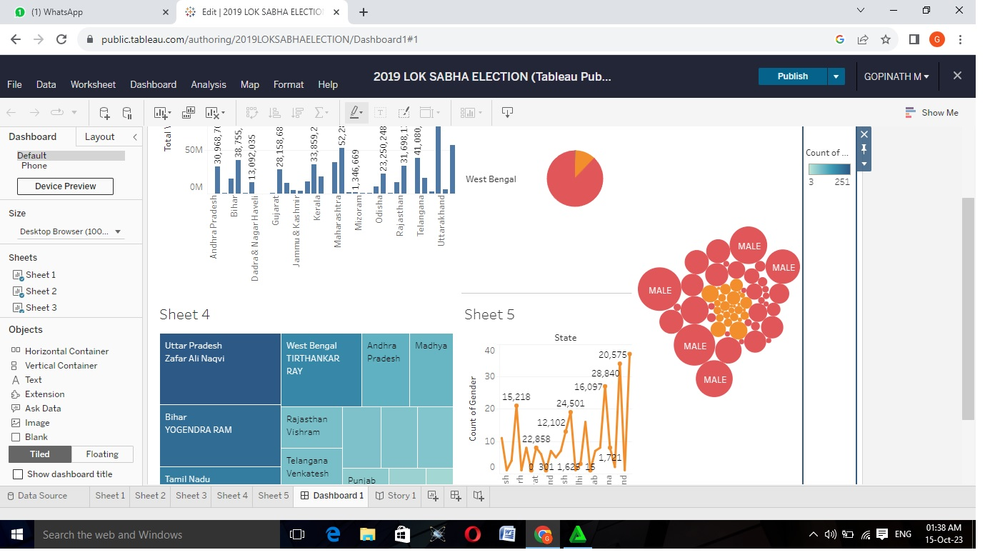 (1) WhatsApp
Edit | 2019 LOK SABHA ELECTIO
public.tableau.com/authoring/2019LOKSABHAELECTION/Dashboard1#1
G
2019 LOK SABHA ELECTION (Tableau Pub...
Publish
GOPINATH M
File Data Worksheet Dashboard Analysis Map Format Help
Show Me
Dashboard
Layout
Default
Phone
Device Preview
Size
Desktop Browser (100...
Sheets
Sheet 1
Sheet 2
Sheet 3
Objects
Horizontal Container
Vertical Container
Text
Extension
Ask Data
Image
Blank
Tiled
Floating
Show dashboard title
Total
50M
0M
30,968,7
38,755,
13,092,035
28,158,68
33,859,2
52,2
1,346,669
23,250,248
31,698,1
41,080,
Andhra Pradesh
Bihar
Dadra & Nagar Haveli
Gujarat
Jammu & Kashmir
Kerala
Maharashtra
Mizoram
Odisha
Rajasthan
Telangana
Uttarakhand
West Bengal
Count of ...
3 251
MALE
MALE
MALE
MALE
MALE
Sheet 4
Uttar Pradesh
Zafar Ali Naqvi
West Bengal
TIRTHANKAR
RAY
Andhra
Pradesh
Madhya
Bihar
YOGENDRA RAM
Rajasthan
Vishram
Telangana
Venkatesh
Tamil Nadu
Punjab
Sheet 5
State
Count of Gender
40
30
20
10
0
20,575
28,840
16,097
15,218
24,501
12,102
22,858
1,721
0
301
1,625
15
sh
rh
at
nd
sh
lhi
ab
na
nd
Data Source
Sheet 1
Sheet 2
Sheet 3
Sheet 4
Sheet 5
Dashboard 1
Story 1
Search the web and Windows
ENG
01:38 AM
15-Oct-23